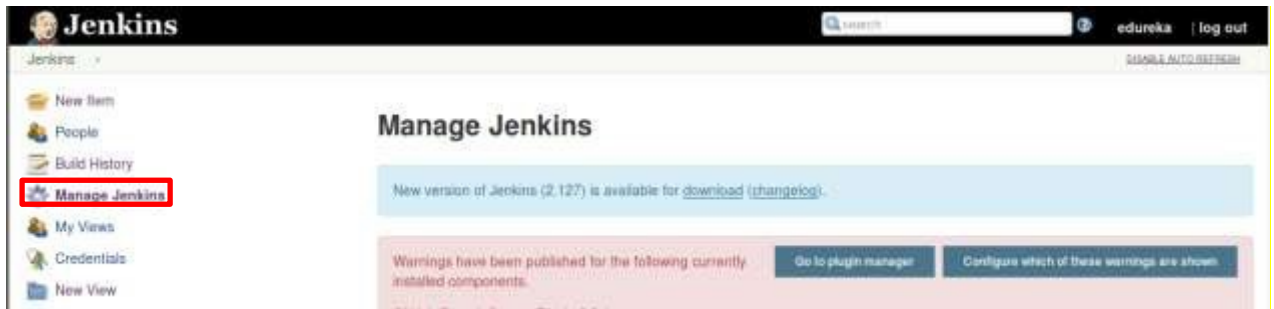 Jenkins
search
edureka | log out
Jenkins
DISABLE AUTO REFRESH
New Item
People
Build History
Manage Jenkins
My Views
Credentials
New View
Manage Jenkins
New version of Jenkins (2.127) is available for download (changelog).
Warnings have been published for the following currently
installed components.
Go to plugin manager
Configure which of these warnings are shown